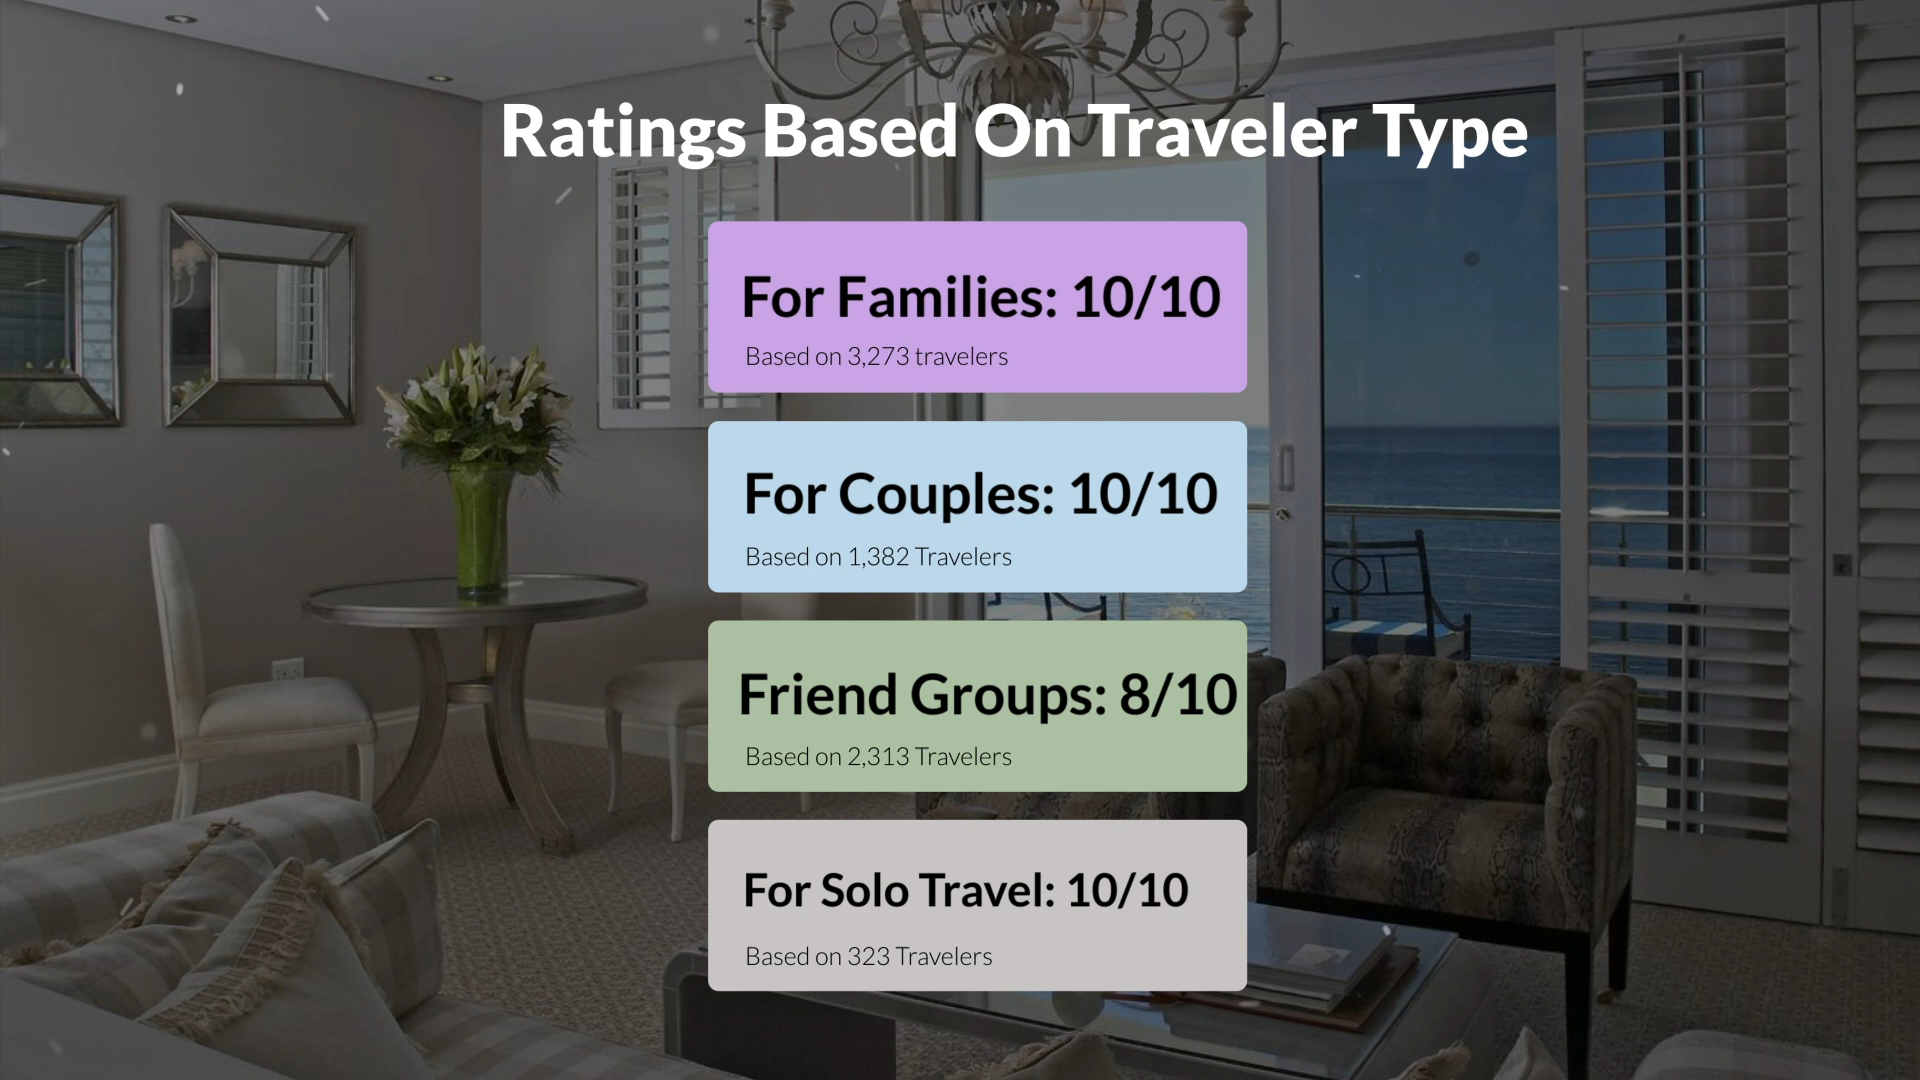 Ratings Based On Traveler Type
For Families: 10/10
Based on 3,273 travelers
For Couples: 10/10
Based on 1,382 Travelers
Friend Groups: 8/10
Based on 2,313 Travelers
For Solo Travel: 10/10
Based on 323 Travelers